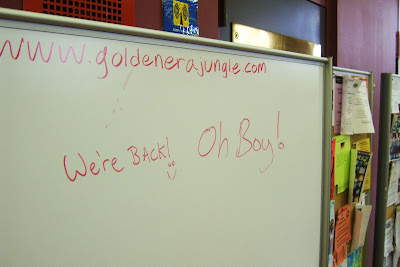 www.goldenerajungle.com
We're BACK! Oh Boy!